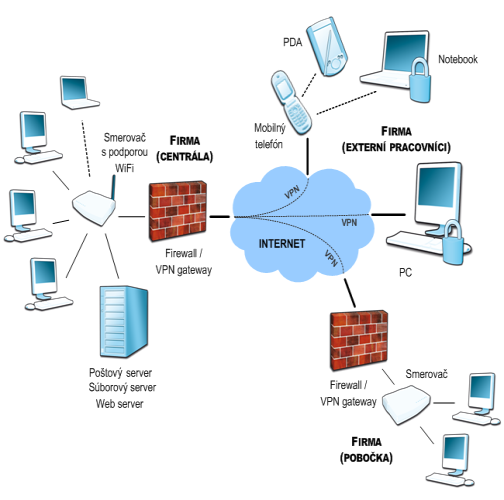 PDA
Notebook
Mobilný
telefón
FIRMA
(EXTERNÍ PRACOVNÍCI)
Smerovač
s podporou
WiFi
FIRMA
(CENTRÁLA)
Firewall /
VPN gateway
VPN
VPN
VPN
INTERNET
PC
Poštový server
Súborový server
Web server
Firewall /
VPN gateway
Smerovač
FIRMA
(POBOČKA)